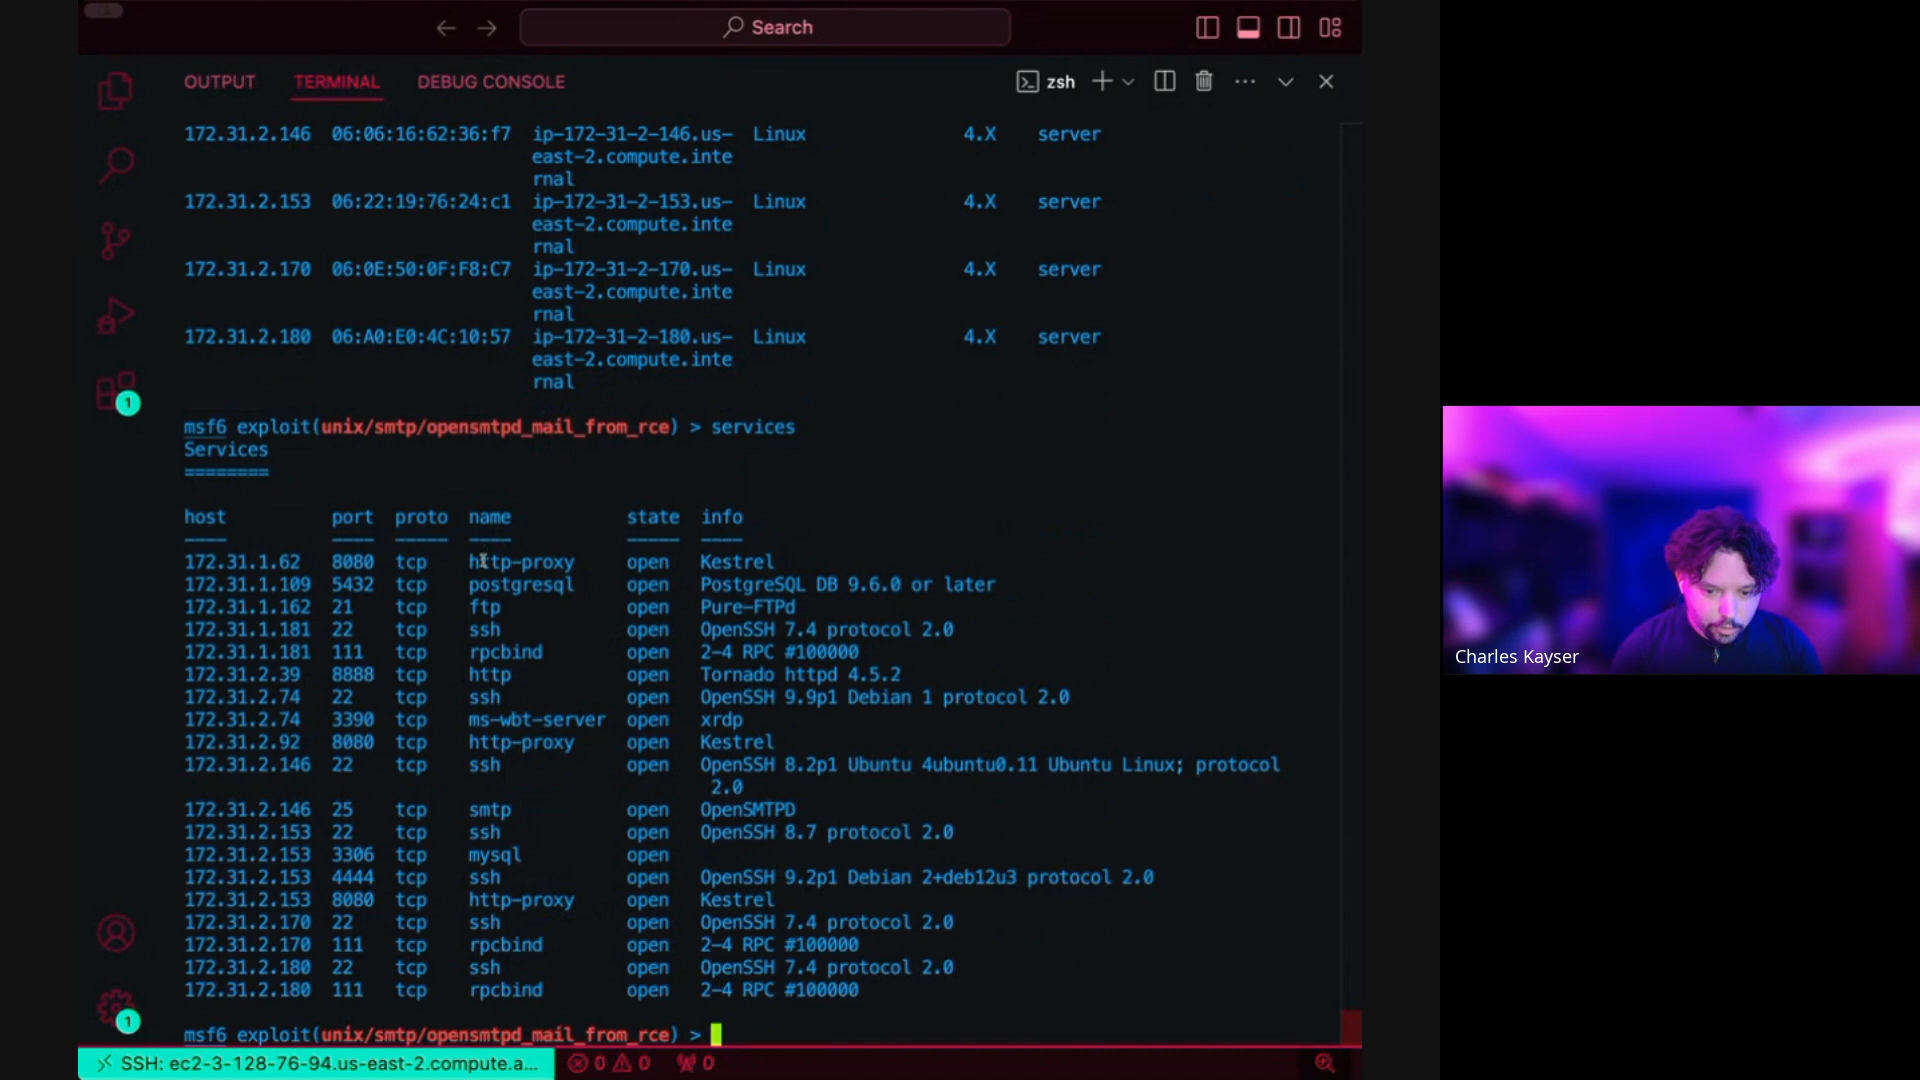 Search
OUTPUT TERMINAL DEBUG CONSOLE zsh
172.31.2.146 06:06:16:62:36:f7 ip-172-31-2-146.us- Linux 4.X server
east-2.compute.inte
rnal
172.31.2.153 06:22:19:76:24:c1 ip-172-31-2-153.us- Linux 4.X server
east-2.compute.inte
rnal
172.31.2.170 06:0E:50:0F:F8:C7 ip-172-31-2-170.us- Linux 4.X server
east-2.compute.inte
rnal
172.31.2.180 06:A0:E0:4C:10:57 ip-172-31-2-180.us- Linux 4.X server
east-2.compute.inte
rnal
1
msf6 exploit(unix/smtp/opensmtpd_mail_from_rce) > services
Services
========
host port proto name state info
---- ---- ----- ---- ----- ----
172.31.1.62 8080 tcp http-proxy open Kestrel
172.31.1.109 5432 tcp postgresql open PostgreSQL DB 9.6.0 or later
172.31.1.162 21 tcp ftp open Pure-FTPd
172.31.1.181 22 tcp ssh open OpenSSH 7.4 protocol 2.0
172.31.1.181 111 tcp rpcbind open 2-4 RPC #100000
172.31.2.39 8888 tcp http open Tornado httpd 4.5.2
172.31.2.74 22 tcp ssh open OpenSSH 9.9p1 Debian 1 protocol 2.0
172.31.2.74 3390 tcp ms-wbt-server open xrdp
172.31.2.92 8080 tcp http-proxy open Kestrel
172.31.2.146 22 tcp ssh open OpenSSH 8.2p1 Ubuntu 4ubuntu0.11 Ubuntu Linux; protocol
2.0
172.31.2.146 25 tcp smtp open OpenSMTPD
172.31.2.153 22 tcp ssh open OpenSSH 8.7 protocol 2.0
172.31.2.153 3306 tcp mysql open
172.31.2.153 4444 tcp ssh open OpenSSH 9.2p1 Debian 2+deb12u3 protocol 2.0
172.31.2.153 8080 tcp http-proxy open Kestrel
172.31.2.170 22 tcp ssh open OpenSSH 7.4 protocol 2.0
172.31.2.170 111 tcp rpcbind open 2-4 RPC #100000
172.31.2.180 22 tcp ssh open OpenSSH 7.4 protocol 2.0
172.31.2.180 111 tcp rpcbind open 2-4 RPC #100000
1
msf6 exploit(unix/smtp/opensmtpd_mail_from_rce) >
SSH: ec2-3-128-76-94.us-east-2.compute.a... 0 0 0
Charles Kayser